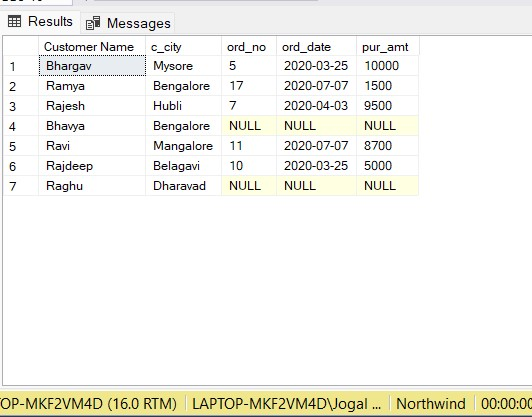 Results Messages
Customer Name c_city ord_no ord_date pur_amt
1 Bhargav Mysore 5 2020-03-25 10000
2 Ramya Bengalore 17 2020-07-07 1500
3 Rajesh Hubli 7 2020-04-03 9500
4 Bhavya Bengalore NULL NULL NULL
5 Ravi Mangalore 11 2020-07-07 8700
6 Rajdeep Belagavi 10 2020-03-25 5000
7 Raghu Dharavad NULL NULL NULL
OP-MKF2VM4D (16.0 RTM) LAPTOP-MKF2VM4D\Jogal ... Northwind 00:00:0